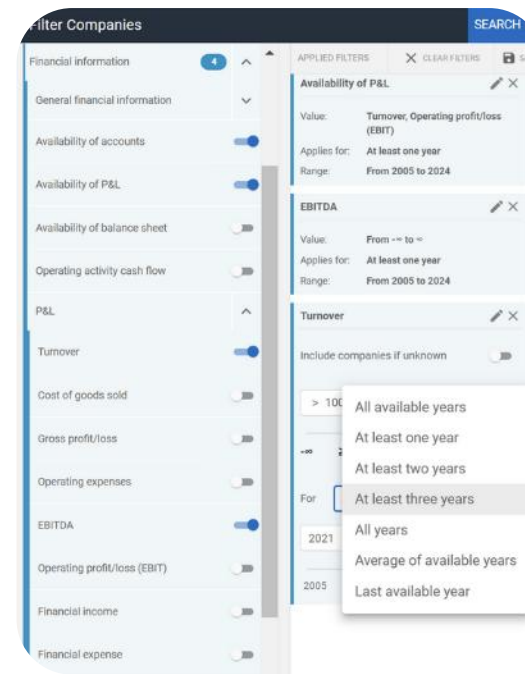 Filter Companies
SEARCH
Financial information 4
General financial information
Availability of accounts
Availability of P&L
Availability of balance sheet
Operating activity cash flow
P&L
Turnover
Cost of goods sold
Gross profit/loss
Operating expenses
EBITDA
Operating profit/loss (EBIT)
Financial income
Financial expense
APPLIED FILTERS
CLEAR FILTERS
Availability of P&L
Value: Turnover, Operating profit/loss
(EBIT)
Applies for: At least one year
Range: From 2005 to 2024
EBITDA
Value: From -∞ to ∞
Applies for: At least one year
Range: From 2005 to 2024
Turnover
Include companies if unknown
> 100
-∞
For
2021
2005
All available years
At least one year
At least two years
At least three years
All years
Average of available years
Last available year